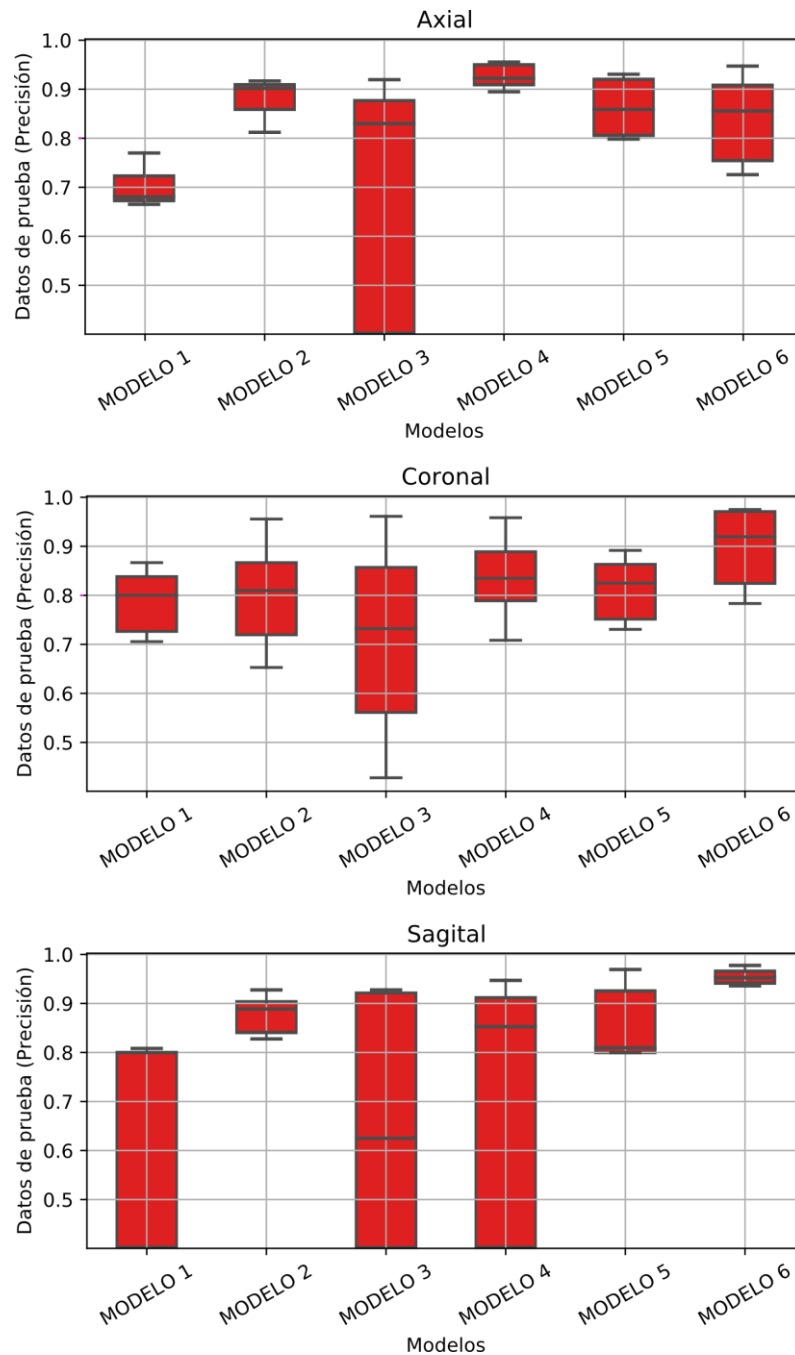 Axial
Datos de prueba (Precisión)
1.0
0.9
0.8
0.7
0.6
0.5
MODELO 1
MODELO 2
MODELO 3
MODELO 4
MODELO 5
MODELO 6
Modelos
Coronal
Datos de prueba (Precisión)
1.0
0.9
0.8
0.7
0.6
0.5
MODELO 1
MODELO 2
MODELO 3
MODELO 4
MODELO 5
MODELO 6
Modelos
Sagital
Datos de prueba (Precisión)
1.0
0.9
0.8
0.7
0.6
0.5
MODELO 1
MODELO 2
MODELO 3
MODELO 4
MODELO 5
MODELO 6
Modelos